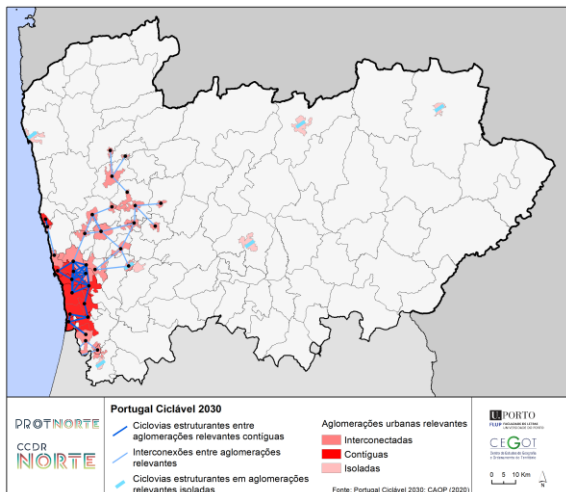 PROTNORTE
CCDR
NORTE
Portugal Ciclável 2030
Ciclovias estruturantes entre
aglomerações relevantes contíguas
Interconexões entre aglomerações
relevantes
Ciclovias estruturantes em aglomerações
relevantes isoladas
Aglomerações urbanas relevantes
Interconectadas
Contíguas
Isoladas
Fonte: Portugal Ciclável 2030; CAOP (2020)
U.PORTO
FLUP FACULDADE DE LETRAS
UNIVERSIDADE DO PORTO
CEGOT
0 5 10 Km